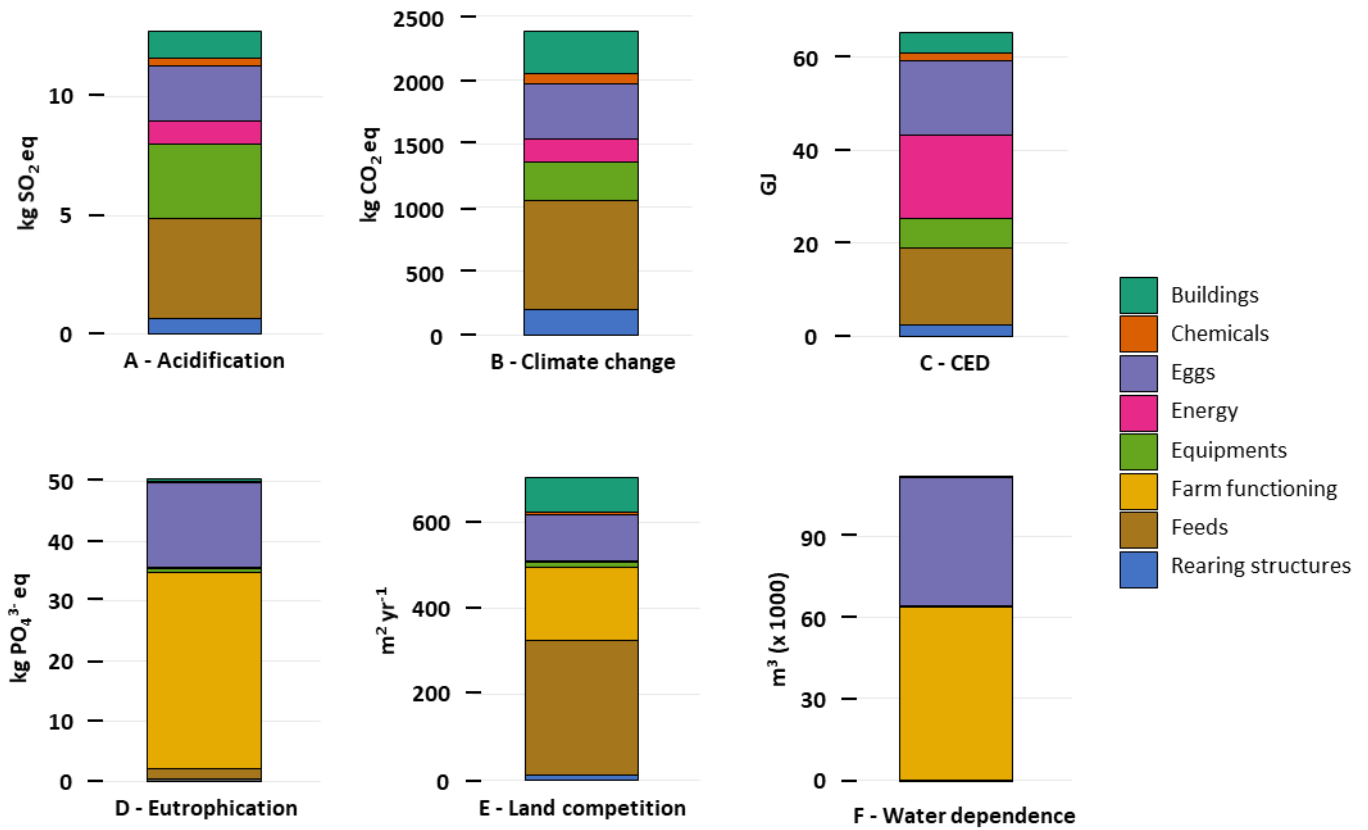 kg SO2 eq
10
5
0
A - Acidification
kg CO2 eq
2500
2000
1500
1000
500
0
B - Climate change
GJ
60
40
20
0
C - CED
Buildings
Chemicals
Eggs
Energy
Equipments
Farm functioning
Feeds
Rearing structures
kg PO4 3- eq
50
40
30
20
10
0
D - Eutrophication
m² yr⁻¹
600
400
200
0
E - Land competition
m³ (x 1000)
90
60
30
0
F - Water dependence